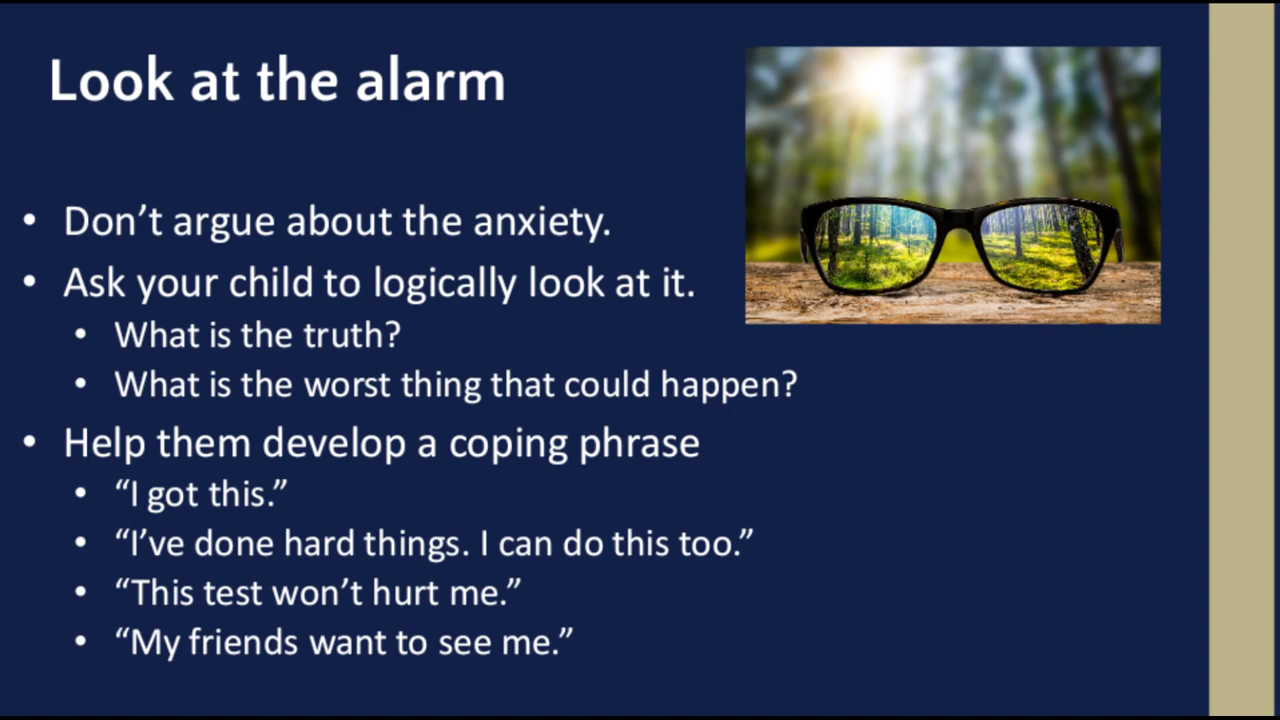 Look at the alarm
• Don’t argue about the anxiety.
• Ask your child to logically look at it.
• What is the truth?
• What is the worst thing that could happen?
• Help them develop a coping phrase
• “I got this.”
• “I’ve done hard things. I can do this too.”
• “This test won’t hurt me.”
• “My friends want to see me.”